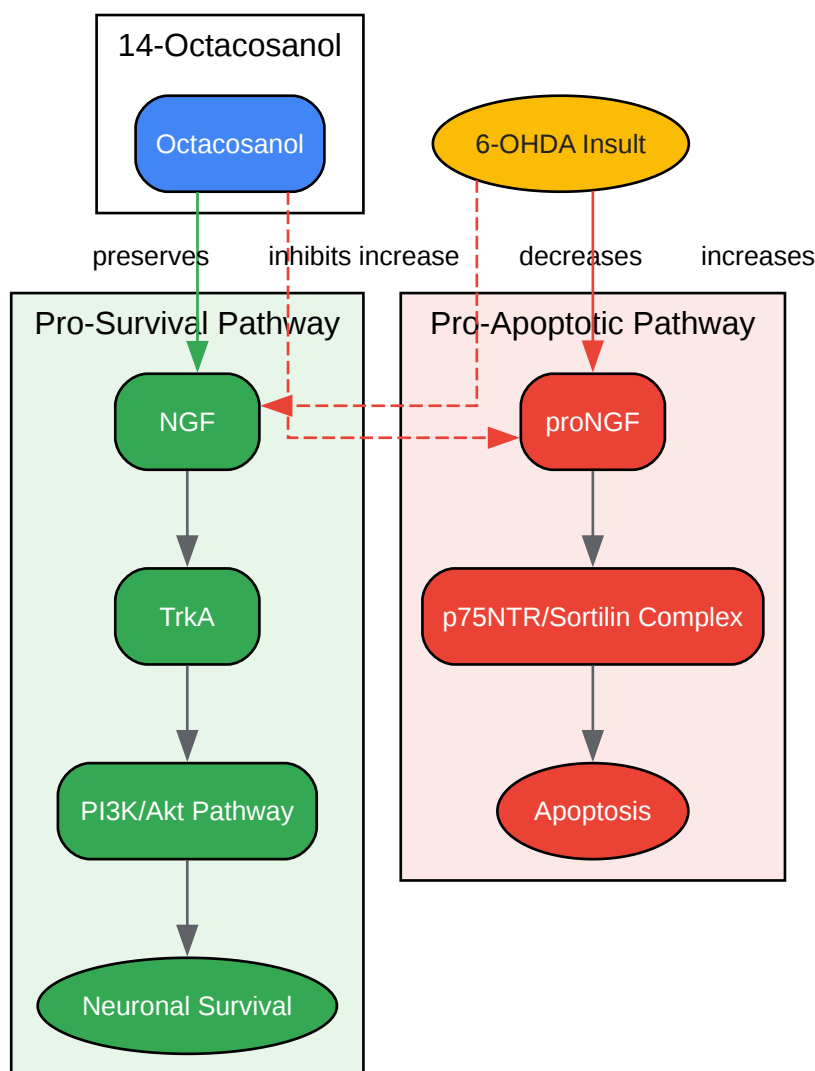 14-Octacosanol
Octacosanol
6-OHDA Insult
preserves
inhibits increase
decreases
increases
Pro-Survival Pathway
Pro-Apoptotic Pathway
NGF
proNGF
TrkA
p75NTR/Sortilin Complex
PI3K/Akt Pathway
Apoptosis
Neuronal Survival